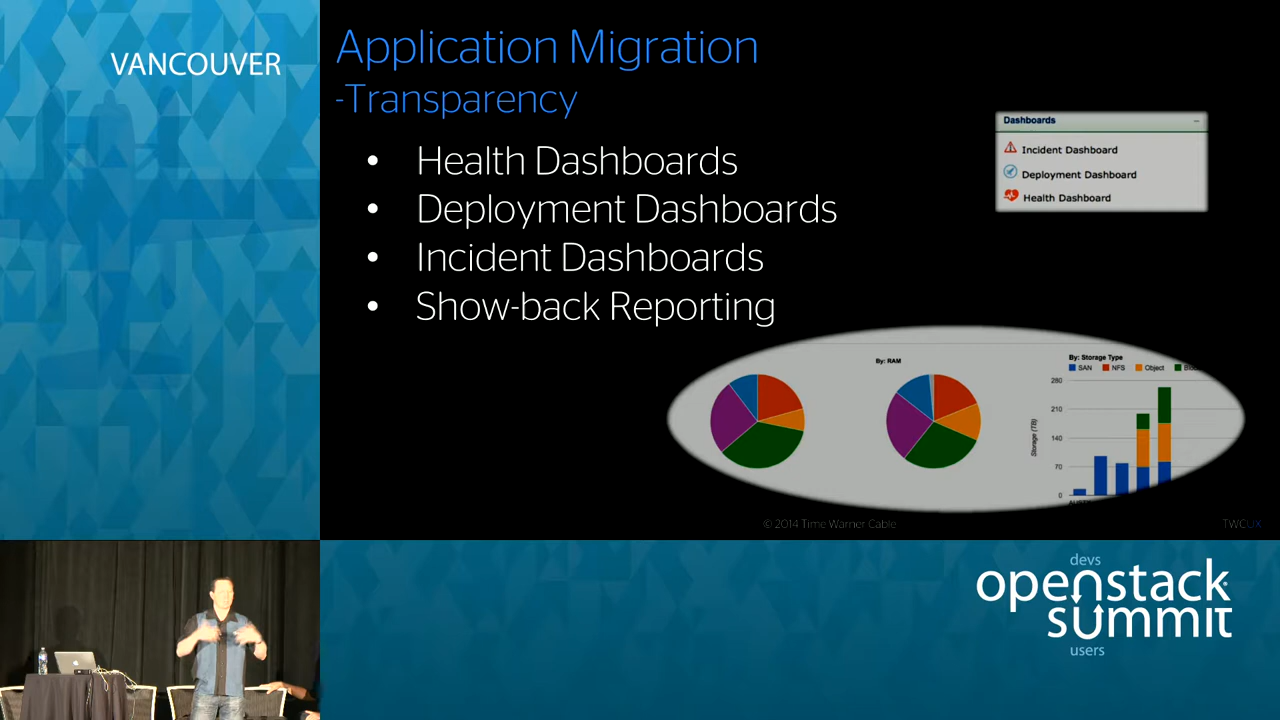 VANCOUVER
Application Migration
-Transparency
• Health Dashboards
• Deployment Dashboards
• Incident Dashboards
• Show-back Reporting
Dashboards
Incident Dashboard
Deployment Dashboard
Health Dashboard
By: RAM
By: Storage Type
SAN NFS Object
280
210
140
70
0
Storage (TB)
© 2014 Time Warner Cable
TWCUX
devs
openstack
summit
users